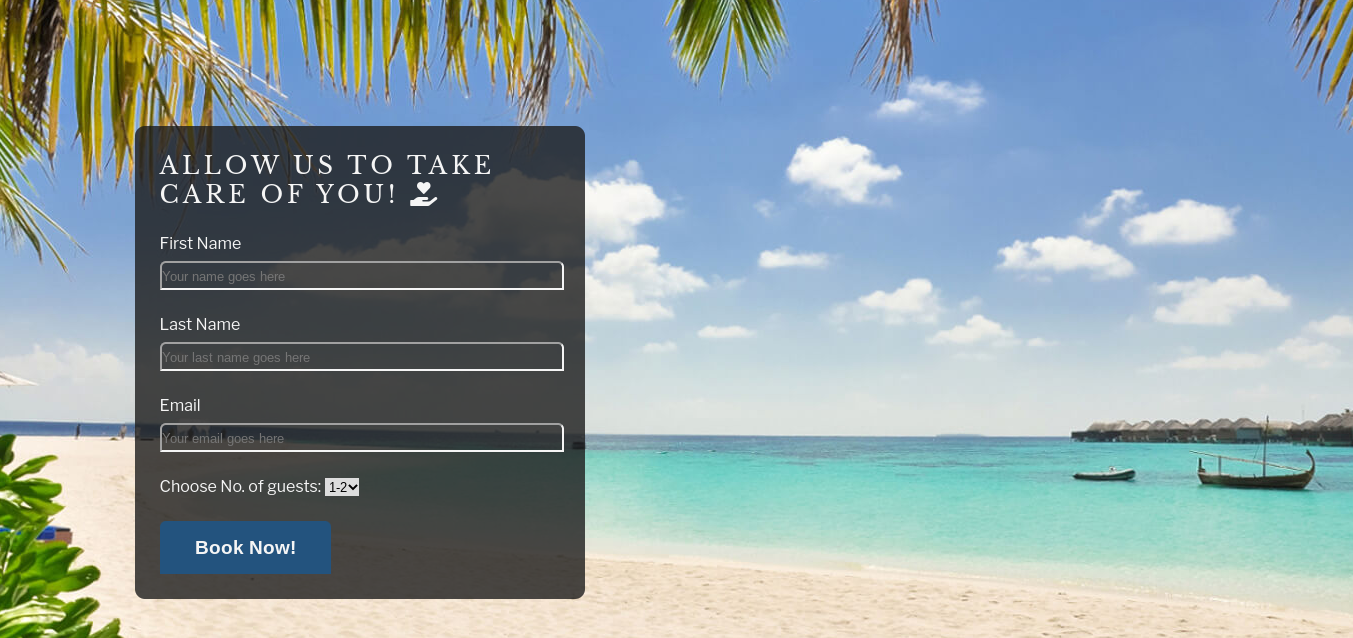 ALLOW US TO TAKE
CARE OF YOU!
First Name
Your name goes here
Last Name
Your last name goes here
Email
Your email goes here
Choose No. of guests: 1-2
Book Now!